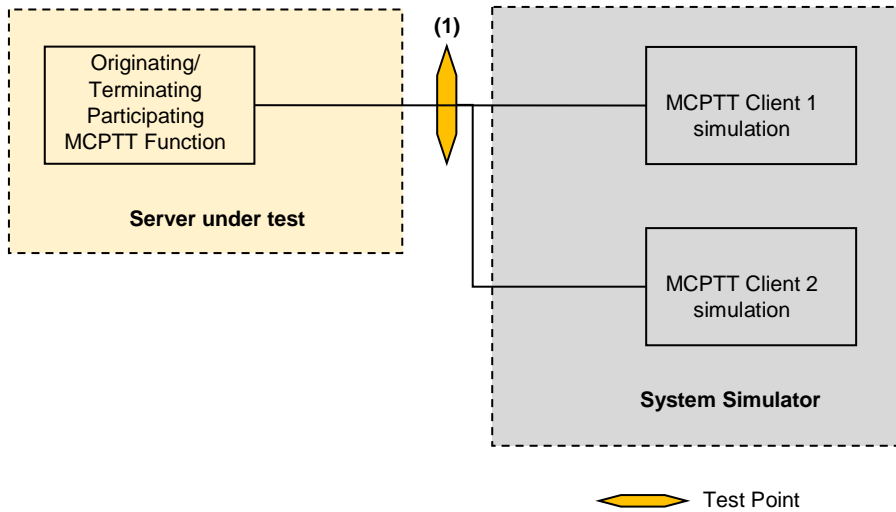 (1)
Originating/
Terminating
Participating
MCPTT Function
Server under test
MCPTT Client 1
simulation
MCPTT Client 2
simulation
System Simulator
Test Point